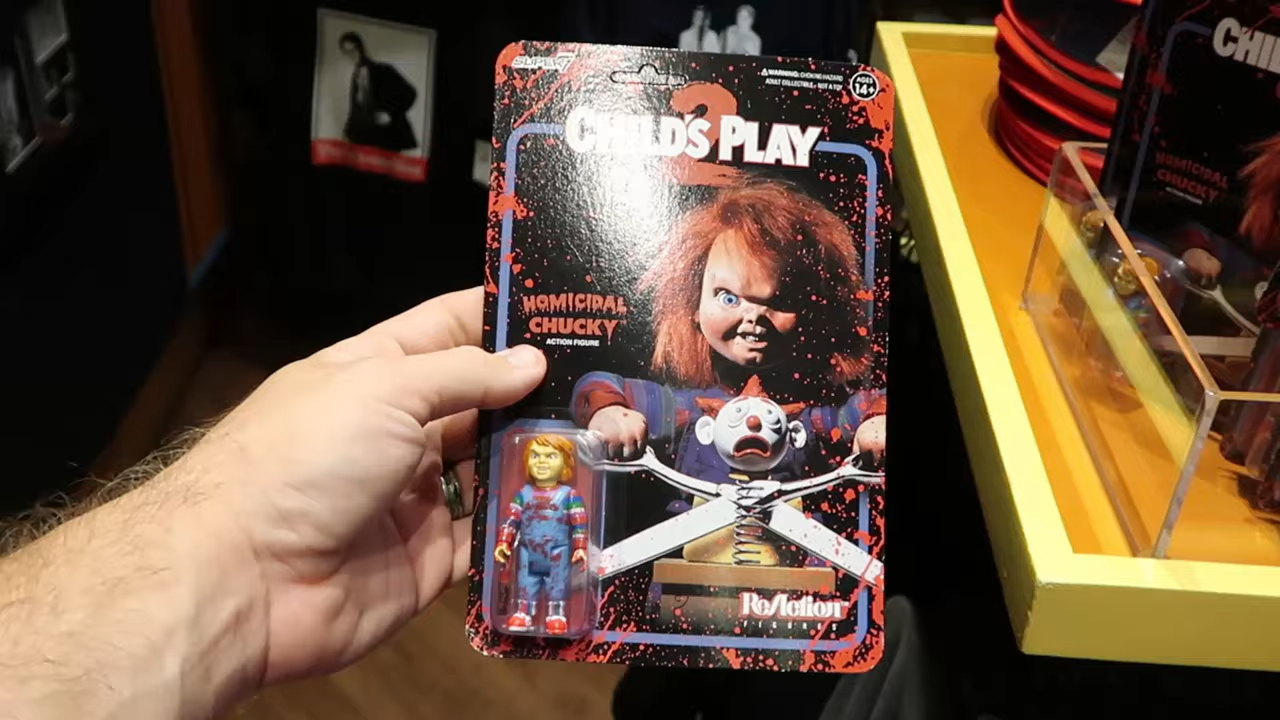 SUPER7
WARNING: CHOKING HAZARD
ADULT COLLECTIBLE - NOT A TOY
AGES
14+
2
CHILD'S PLAY
HOMICIDAL
CHUCKY
ACTION FIGURE
ReAction
FIGURES
CHI
HOMICIDAL
CHUCKY